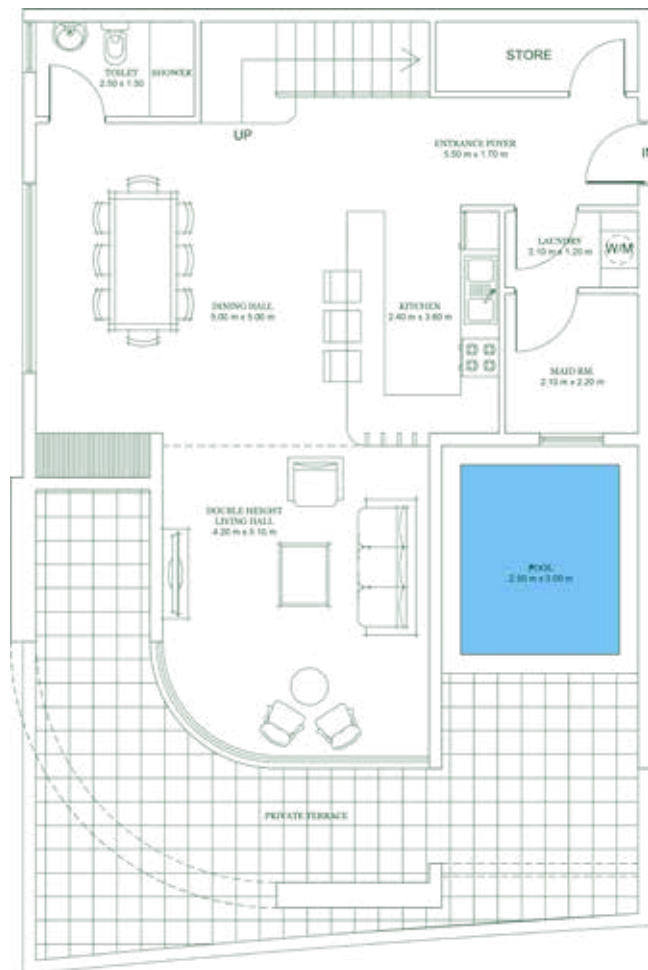 STORE
TOILET
2.50 x 1.50
SHOWER
UP
ENTRANCE FOYER
5.50 m x 1.70 m
IN
LAUNDRY
2.10 m x 1.20 m
W/M
DINING HALL
5.00 m x 5.00 m
KITCHEN
2.40 m x 3.60 m
MAID RM.
2.10 m x 2.20 m
DOUBLE HEIGHT
LIVING HALL
4.20 m x 5.10 m
POOL
2.50 m x 3.00 m
PRIVATE TERRACE